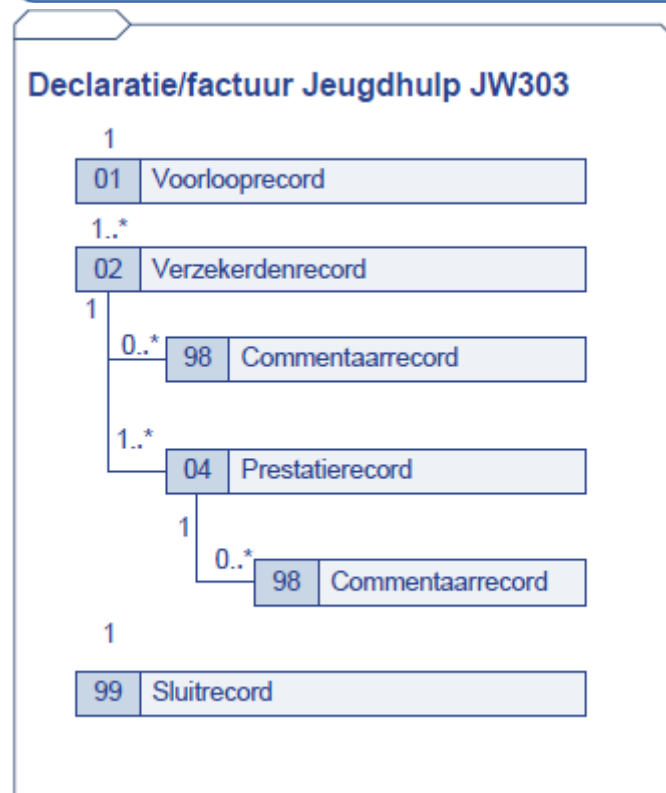 Declaratie/factuur Jeugdhulp JW303
1
01 Voorlooprecord
1..*
02 Verzekerdenrecord
1
0..*
98 Commentaarrecord
1..*
04 Prestatierecord
1
0..*
98 Commentaarrecord
1
99 Sluitrecord